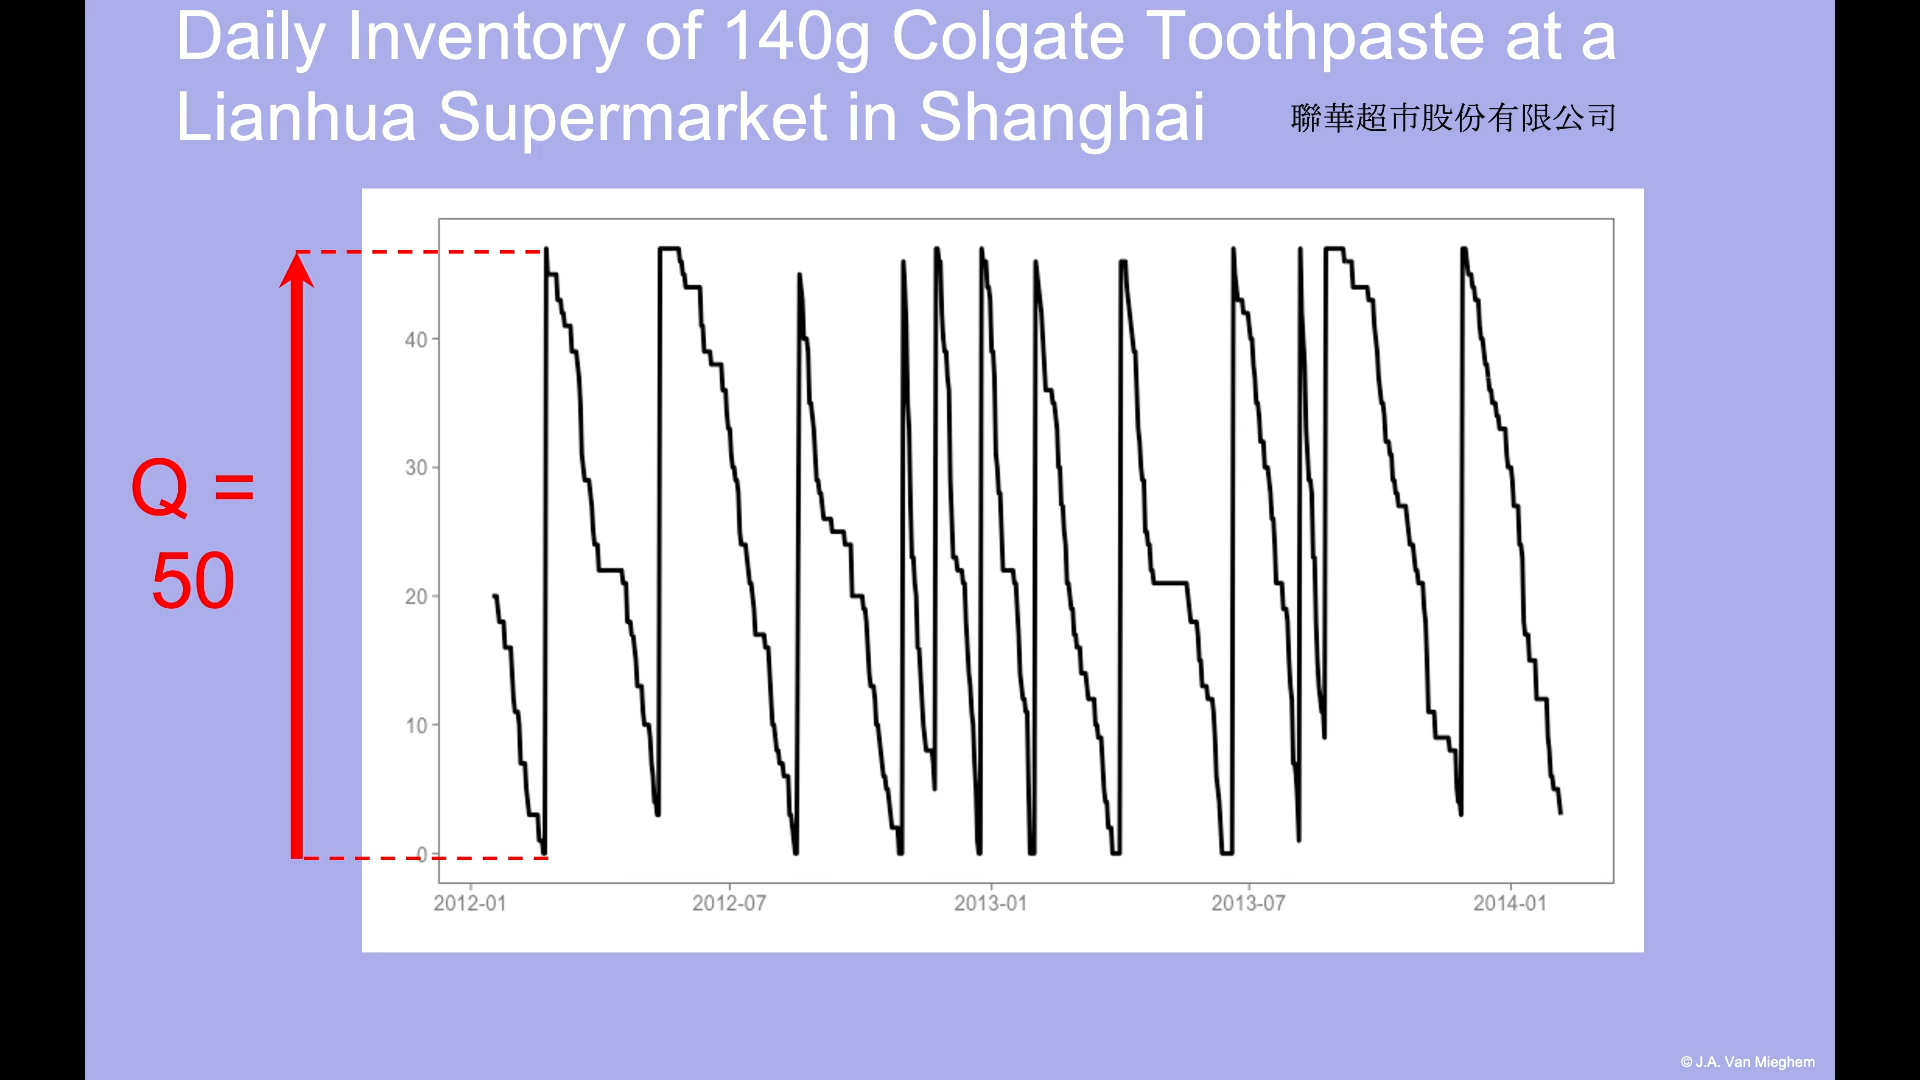 Daily Inventory of 140g Colgate Toothpaste at a
Lianhua Supermarket in Shanghai 聯華超市股份有限公司
Q =
50
40
30
20
10
0
2012-01 2012-07 2013-01 2013-07 2014-01
© J.A. Van Mieghem